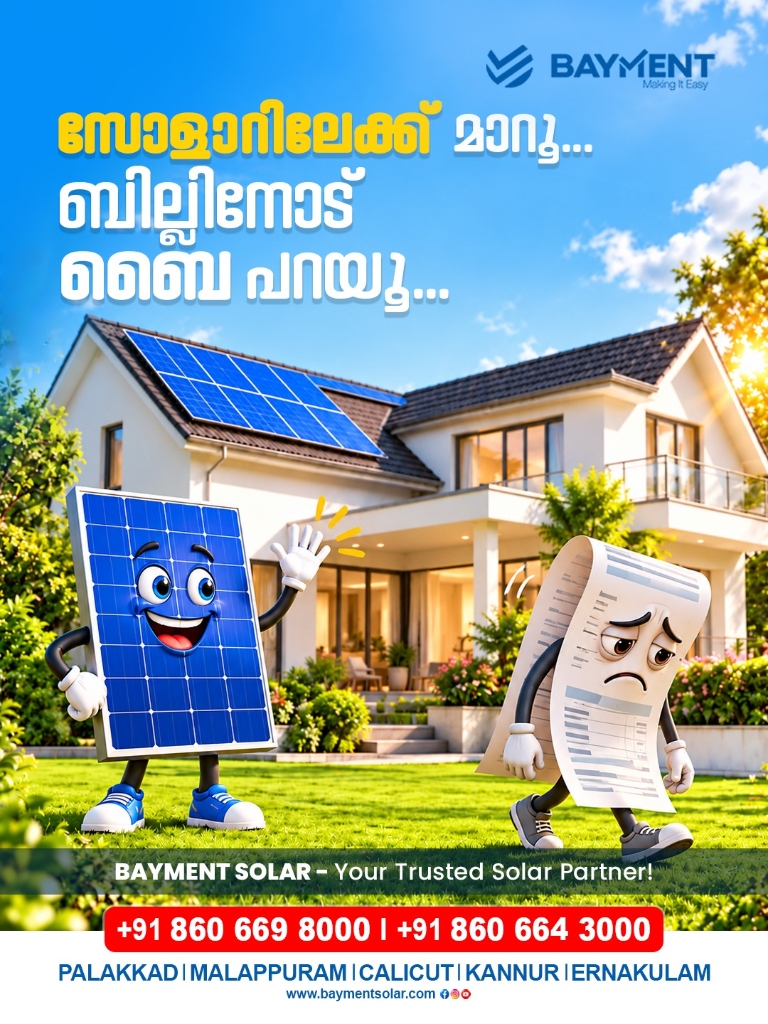 BAYMENT
Making It Easy
സോളാറിലേക്ക് മാറൂ...
ബില്ലിനോട്
ബൈ പറയൂ...
BAYMENT SOLAR – Your Trusted Solar Partner!
+91 860 669 8000 | +91 860 664 3000
PALAKKAD|MALAPPURAM|CALICUT|KANNUR|ERNAKULAM
www.baymentsolar.com